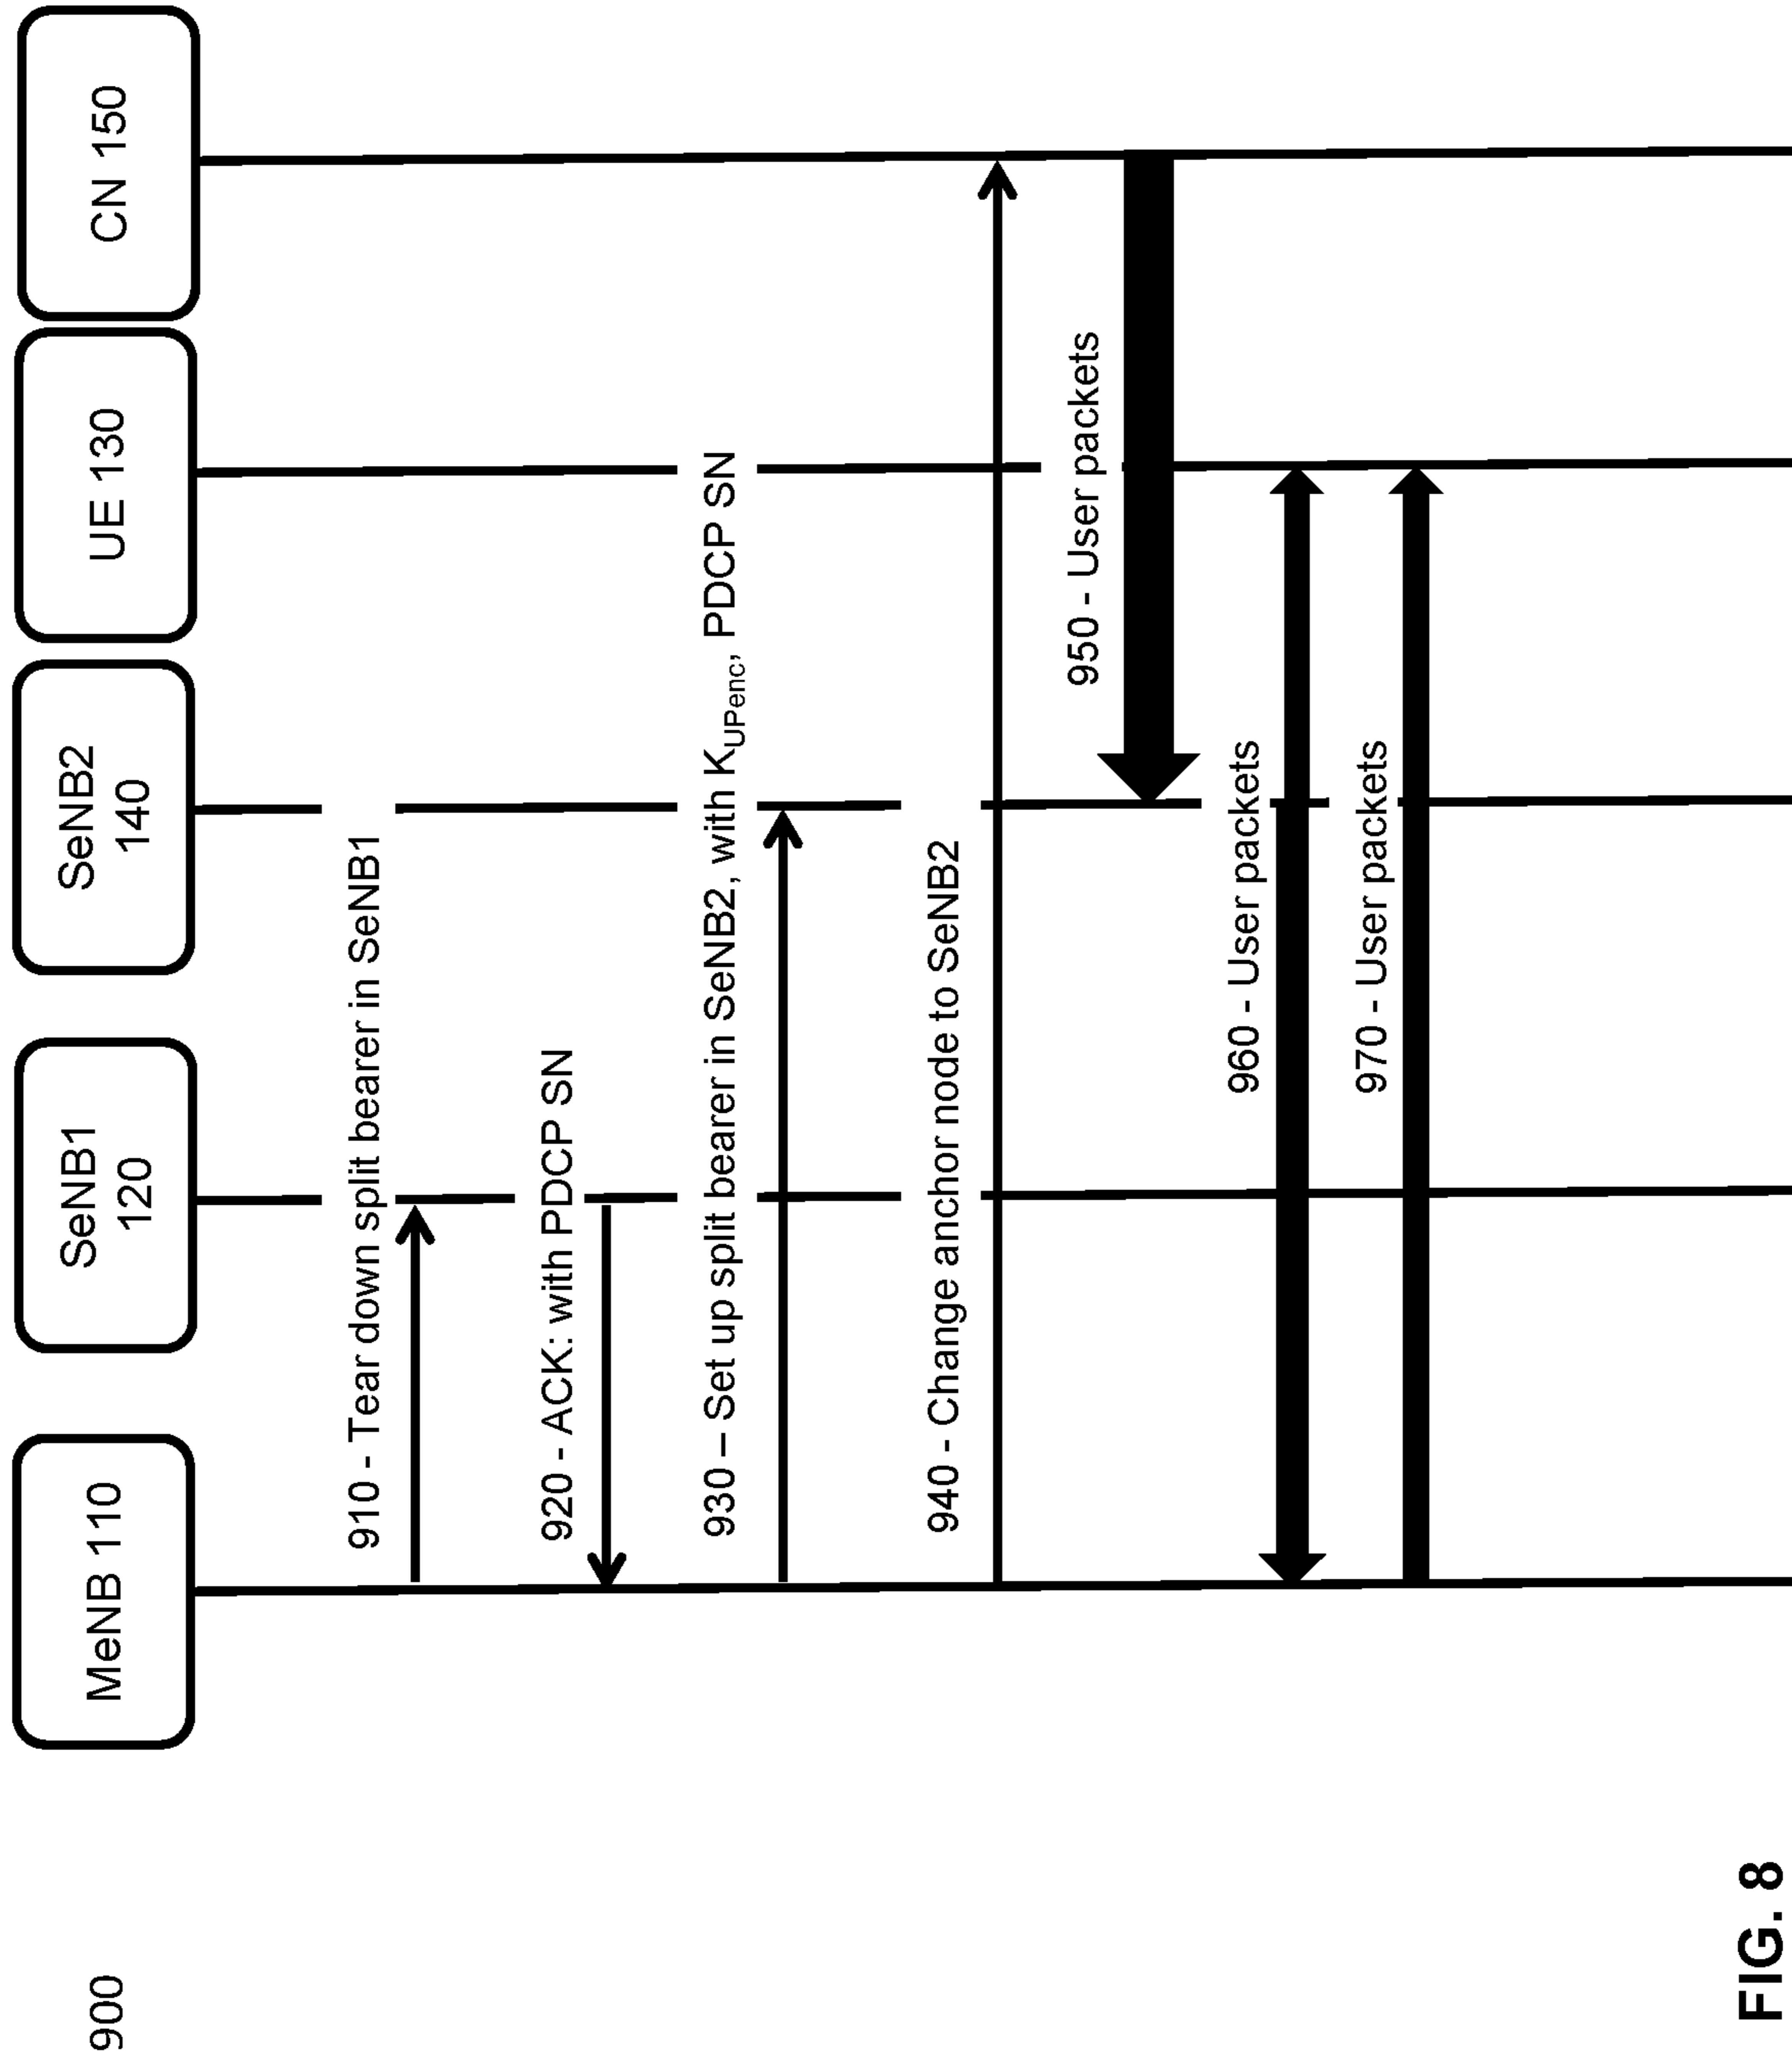 900
MeNB 110
SeNB1
120
SeNB2
140
UE 130
CN 150
910 - Tear down split bearer in SeNB1
920 - ACK: with PDCP SN
930 – Set up split bearer in SeNB2, with KUPenc, PDCP SN
940 - Change anchor node to SeNB2
950 - User packets
960 - User packets
970 - User packets
FIG. 8